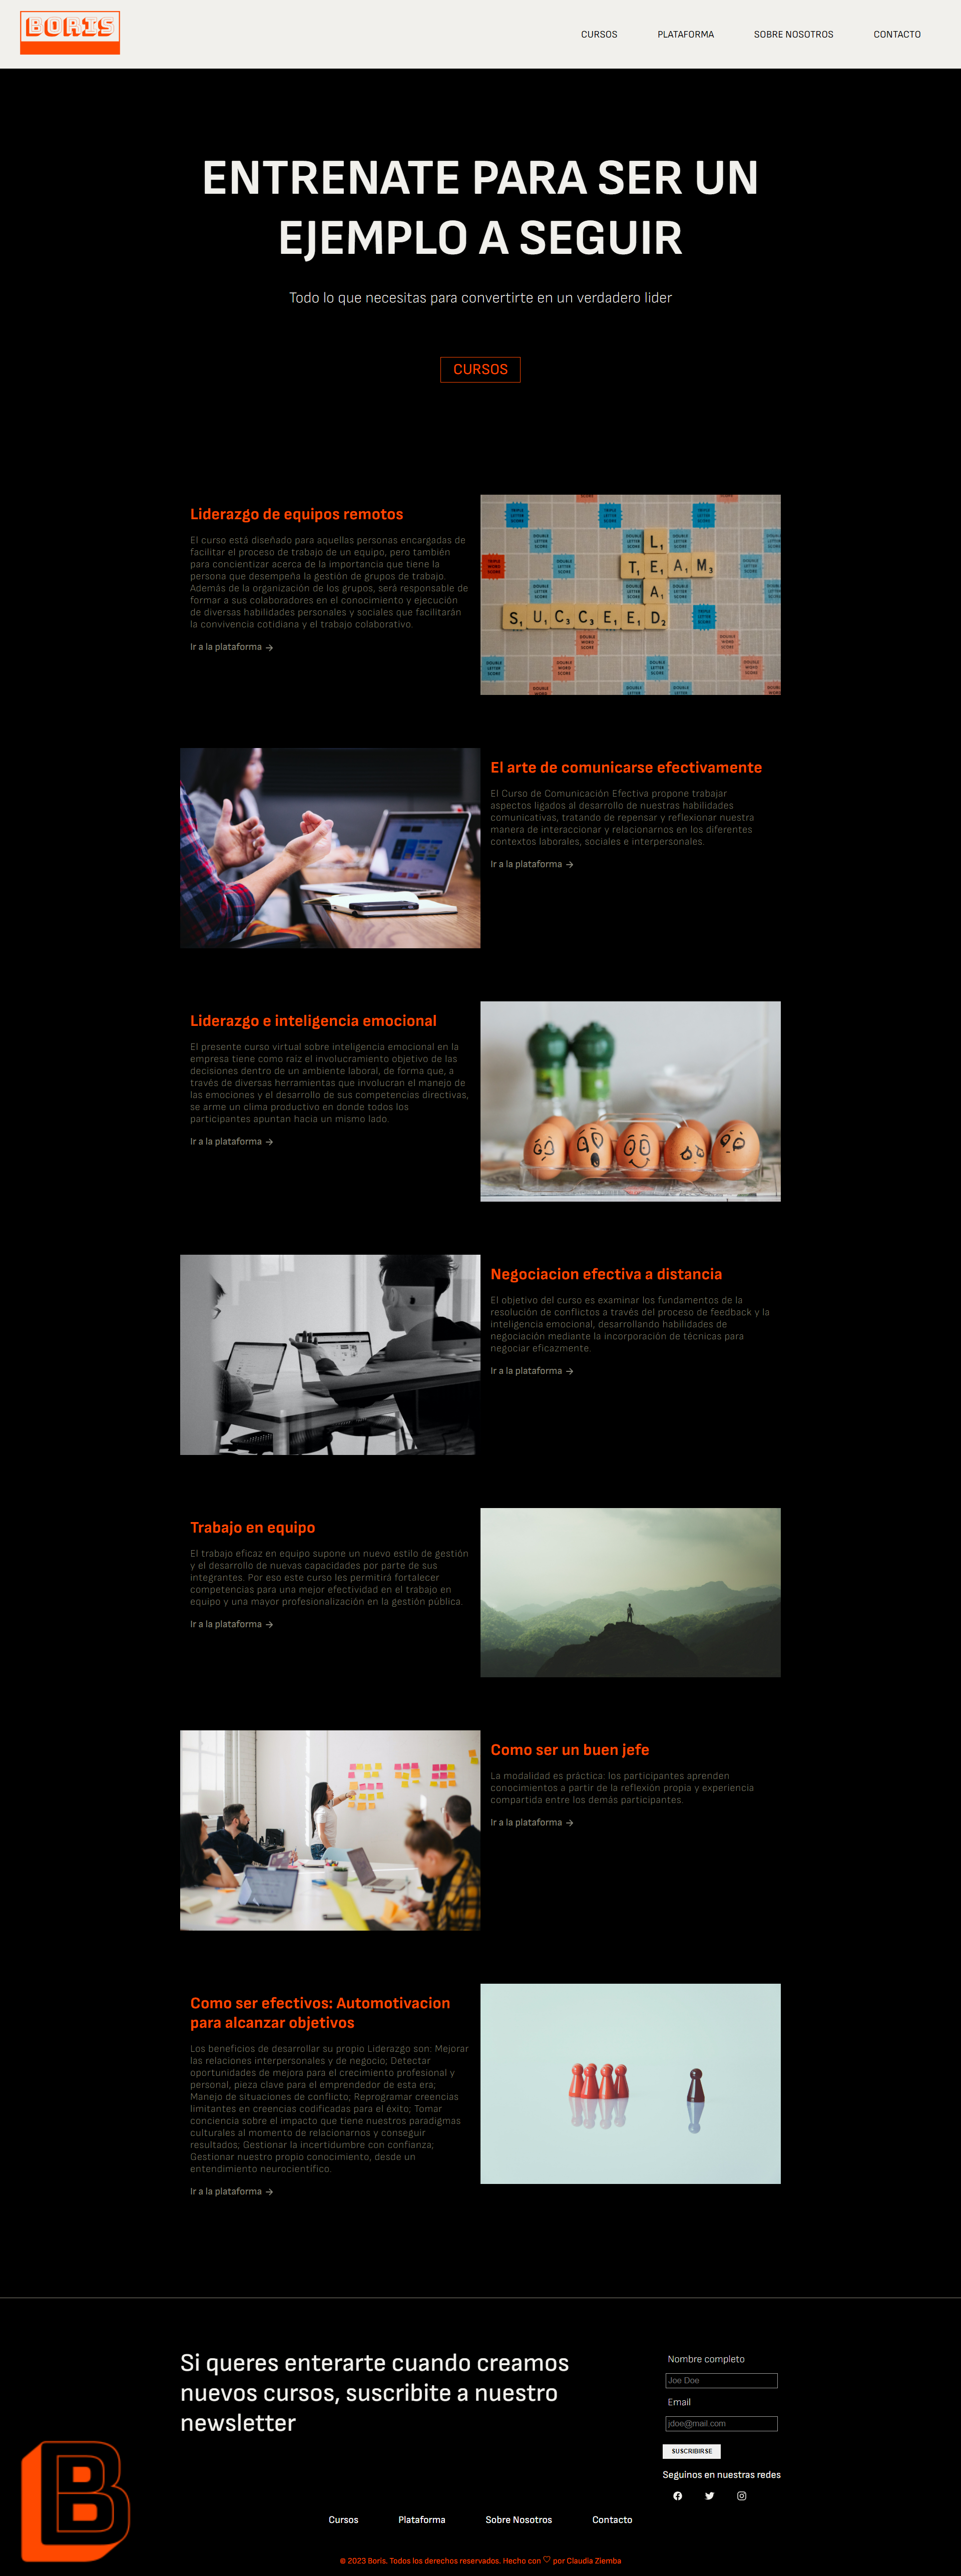 BORIS
CURSOS PLATAFORMA SOBRE NOSOTROS CONTACTO
ENTRENATE PARA SER UN
EJEMPLO A SEGUIR
Todo lo que necesitas para convertirte en un verdadero lider
CURSOS
Liderazgo de equipos remotos
El curso está diseñado para aquellas personas encargadas de
facilitar el proceso de trabajo de un equipo, pero también
para concientizar acerca de la importancia que tiene la
persona que desempeña la gestión de grupos de trabajo.
Además de la organización de los grupos, será responsable de
formar a sus colaboradores en el conocimiento y ejecución
de diversas habilidades personales y sociales que facilitarán
la convivencia cotidiana y el trabajo colaborativo.
Ir a la plataforma →
L
TEAM
A
SUCCEED
El arte de comunicarse efectivamente
El Curso de Comunicación Efectiva propone trabajar
aspectos ligados al desarrollo de nuestras habilidades
comunicativas, tratando de repensar y reflexionar nuestra
manera de interaccionar y relacionarnos en los diferentes
contextos laborales, sociales e interpersonales.
Ir a la plataforma →
Liderazgo e inteligencia emocional
El presente curso virtual sobre inteligencia emocional en la
empresa tiene como raíz el involucramiento objetivo de las
decisiones dentro de un ambiente laboral, de forma que, a
través de diversas herramientas que involucran el manejo de
las emociones y el desarrollo de sus competencias directivas,
se arme un clima productivo en donde todos los
participantes apuntan hacia un mismo lado.
Ir a la plataforma →
Negociacion efectiva a distancia
El objetivo del curso es examinar los fundamentos de la
resolución de conflictos a través del proceso de feedback y la
inteligencia emocional, desarrollando habilidades de
negociación mediante la incorporación de técnicas para
negociar eficazmente.
Ir a la plataforma →
Trabajo en equipo
El trabajo eficaz en equipo supone un nuevo estilo de gestión
y el desarrollo de nuevas capacidades por parte de sus
integrantes. Por eso este curso les permitirá fortalecer
competencias para una mejor efectividad en el trabajo en
equipo y una mayor profesionalización en la gestión pública.
Ir a la plataforma →
Como ser un buen jefe
La modalidad es práctica: los participantes aprenden
conocimientos a partir de la reflexión propia y experiencia
compartida entre los demás participantes.
Ir a la plataforma →
Como ser efectivos: Automotivacion
para alcanzar objetivos
Los beneficios de desarrollar su propio Liderazgo son: Mejorar
las relaciones interpersonales y de negocio; Detectar
oportunidades de mejora para el crecimiento profesional y
personal, pieza clave para el emprendedor de esta era;
Manejo de situaciones de conflicto; Reprogramar creencias
limitantes en creencias codificadas para el éxito; Tomar
conciencia sobre el impacto que tiene nuestros paradigmas
culturales al momento de relacionarnos y conseguir
resultados; Gestionar la incertidumbre con confianza;
Gestionar nuestro propio conocimiento, desde un
entendimiento neurocientífico.
Ir a la plataforma →
Si queres enterarte cuando creamos
nuevos cursos, suscribite a nuestro
newsletter
Nombre completo
Joe Doe
Email
jdoe@mail.com
SUSCRIBIRSE
Seguinos en nuestras redes
B
Cursos Plataforma Sobre Nosotros Contacto
© 2023 Boris. Todos los derechos reservados. Hecho con ♡ por Claudia Ziemba